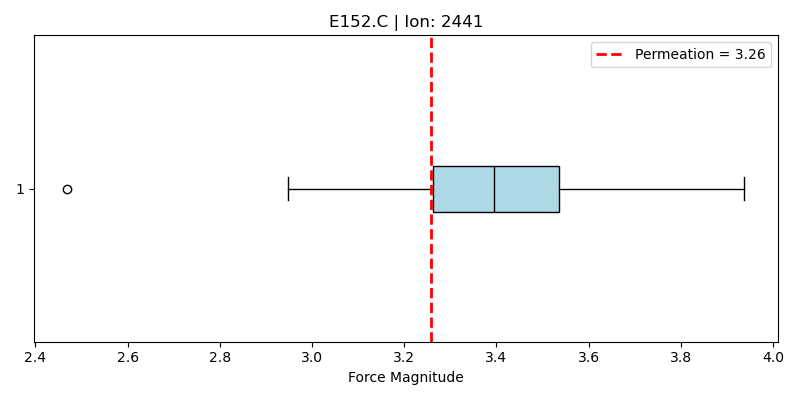 E152.C | Ion: 2441
Permeation = 3.26
1
2.4 2.6 2.8 3.0 3.2 3.4 3.6 3.8 4.0
Force Magnitude